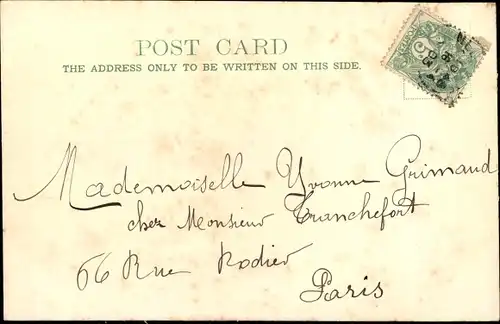 POST CARD
THE ADDRESS ONLY TO BE WRITTEN ON THIS SIDE.
Mademoiselle Yvonne Grimaud
chez Monsieur Tranchefort
66 Rue Rodier
Paris